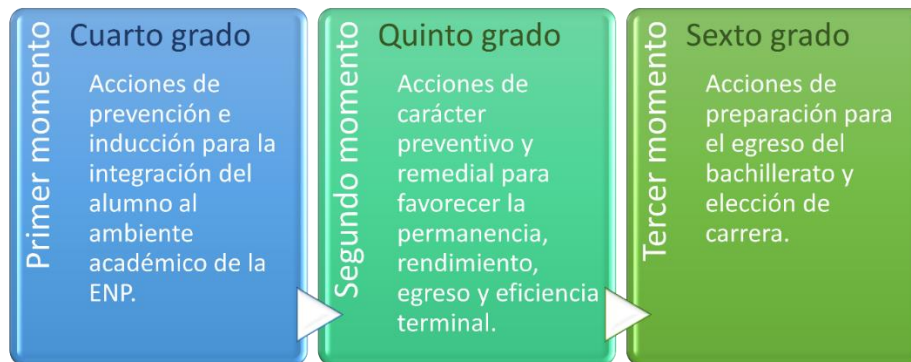 Primer momento
Cuarto grado
Acciones de
prevención e
inducción para la
integración del
alumno al
ambiente
académico de la
ENP.
Segundo momento
Quinto grado
Acciones de
carácter
preventivo y
remedial para
favorecer la
permanencia,
rendimiento,
egreso y eficiencia
terminal.
Tercer momento
Sexto grado
Acciones de
preparación para
el egreso del
bachillerato y
elección de
carrera.